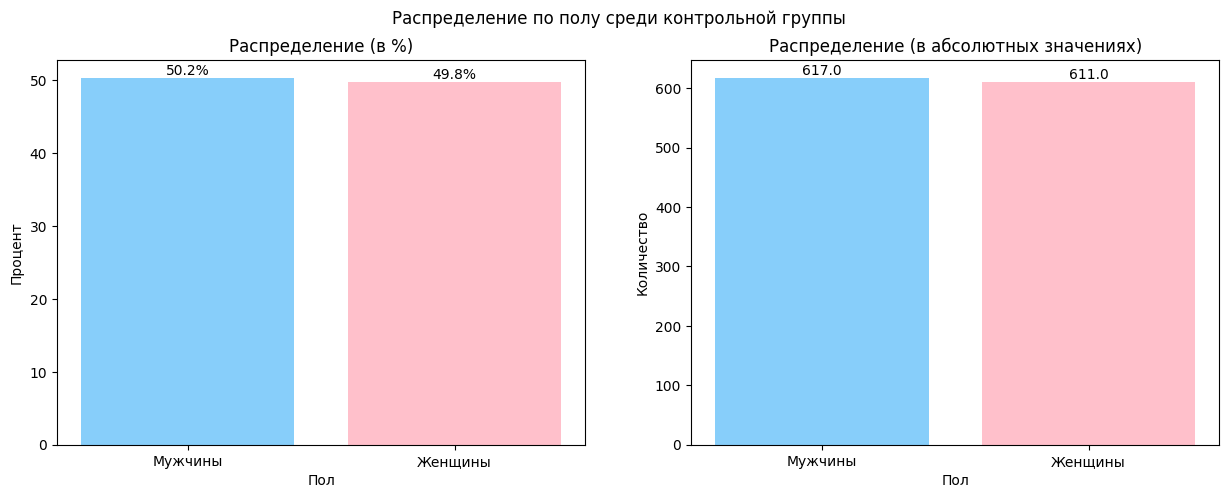 Распределение по полу среди контрольной группы
Распределение (в %)
50.2%
49.8%
50
40
30
20
10
0
Процент
Мужчины
Женщины
Пол
Распределение (в абсолютных значениях)
617.0
611.0
600
500
400
300
200
100
0
Количество
Мужчины
Женщины
Пол